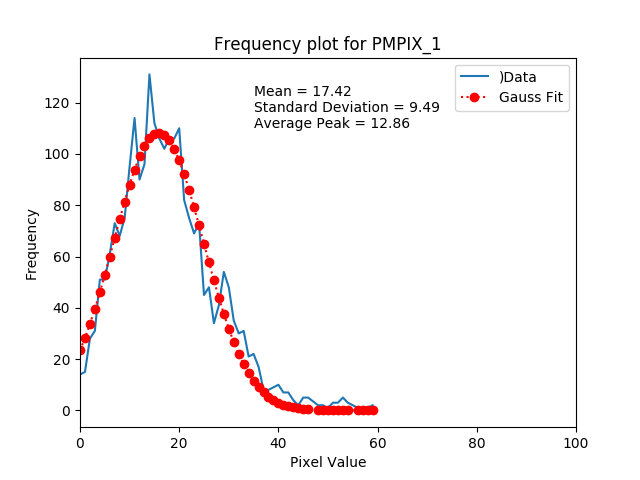 Frequency plot for PMPIX_1
)Data
Gauss Fit
Mean = 17.42
Standard Deviation = 9.49
Average Peak = 12.86
Frequency
120
100
80
60
40
20
0
0 20 40 60 80 100
Pixel Value